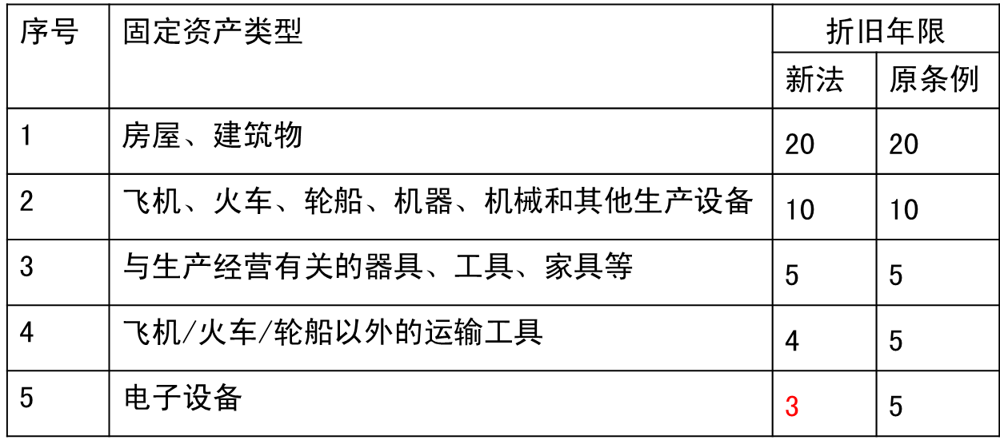 序号 固定资产类型 折旧年限
新法 原条例
1 房屋、建筑物 20 20
2 飞机、火车、轮船、机器、机械和其他生产设备 10 10
3 与生产经营有关的器具、工具、家具等 5 5
4 飞机/火车/轮船以外的运输工具 4 5
5 电子设备 3 5